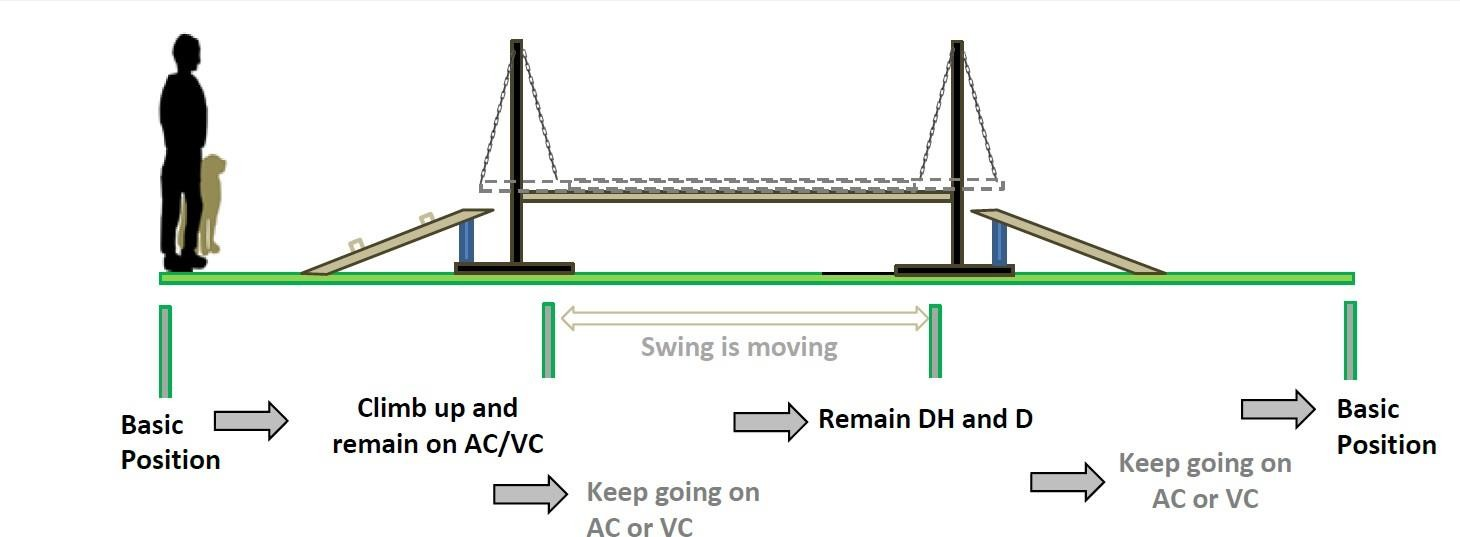 Swing is moving
Basic
Position
Climb up and
remain on AC/VC
Keep going on
AC or VC
Remain DH and D
Keep going on
AC or VC
Basic
Position